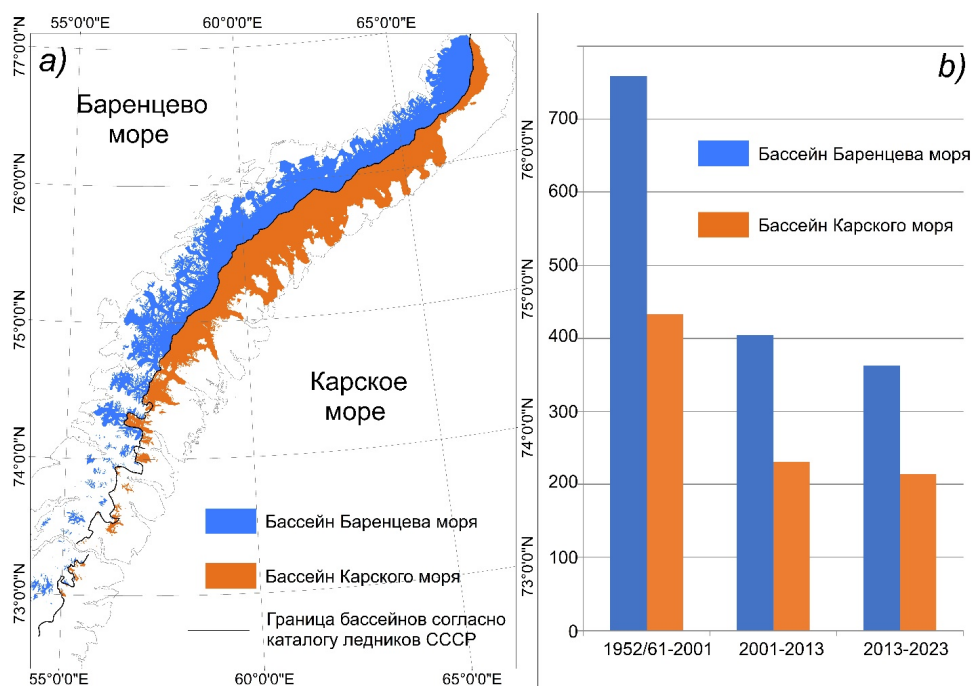 55°0'0"E
60°0'0"E
65°0'0"E
77°0'0"N
76°0'0"N
75°0'0"N
74°0'0"N
73°0'0"N
a)
Баренцево
море
Карское
море
Бассейн Баренцева моря
Бассейн Карского моря
Граница бассейнов согласно
каталогу ледников СССР
76°0'0"N
75°0'0"N
74°0'0"N
73°0'0"N
55°0'0"E
60°0'0"E
65°0'0"E
b)
700
600
500
400
300
200
100
0
Бассейн Баренцева моря
Бассейн Карского моря
1952/61-2001
2001-2013
2013-2023